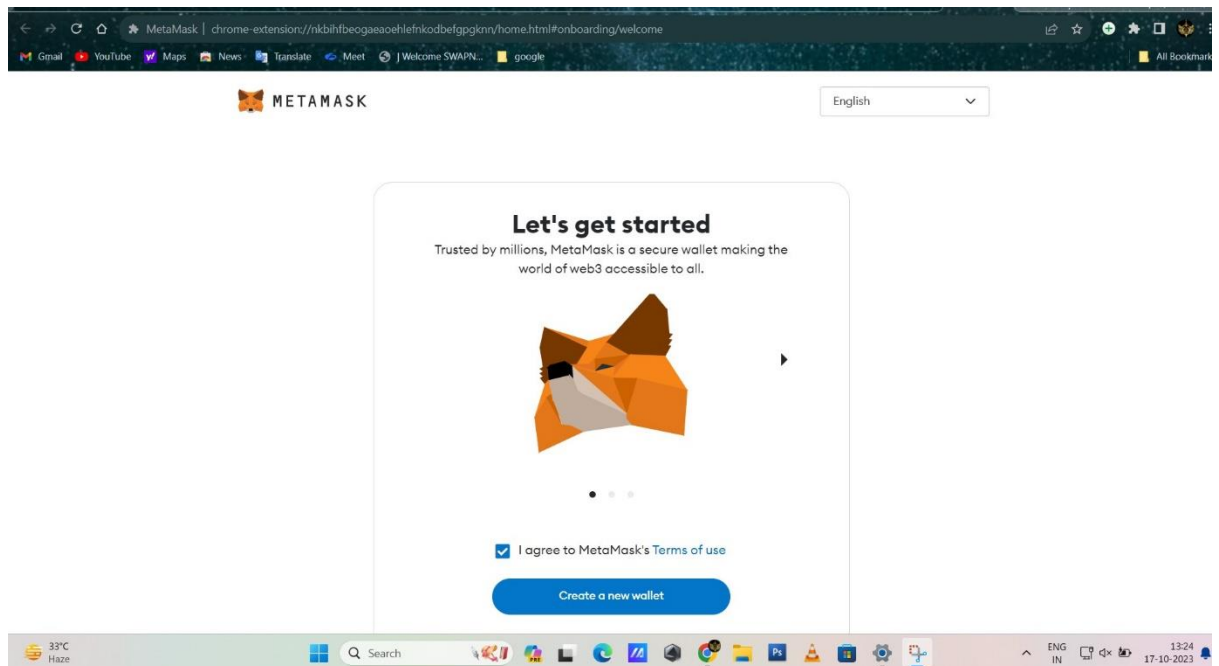 MetaMask | chrome-extension://nkbihfbeogaeaoehlefnkodbefgpgknn/home.html#onboarding/welcome
Gmail YouTube Maps News Translate Meet J Welcome SWAPN... google All Bookmark
METAMASK
English
Let's get started
Trusted by millions, MetaMask is a secure wallet making the
world of web3 accessible to all.
I agree to MetaMask's Terms of use
Create a new wallet
33°C
Haze
Search
PRE
Ps
ENG
IN
13:24
17-10-2023